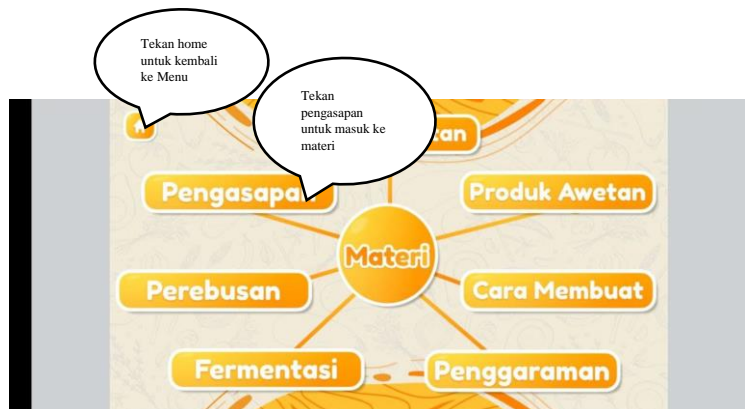 Tekan home
untuk kembali
ke Menu
Tekan
pengasapan
untuk masuk ke
materi
Pengasapan
Produk Awetan
Materi
Perebusan
Cara Membuat
Fermentasi
Penggaraman